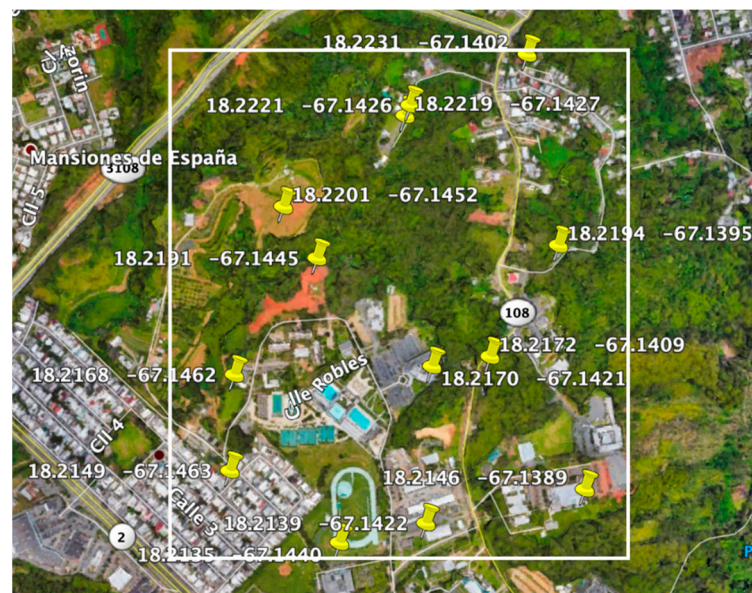 18.2231 −67.1402
Cll Azorin
18.2221 −67.1426
18.2219 −67.1427
Mansiones de España
3108
Cll-5
18.2201 −67.1452
18.2194 −67.1395
18.2191 −67.1445
108
18.2172 −67.1409
18.2168 −67.1462
Calle Robles
18.2170 −67.1421
Cll-4
18.2149 −67.1463
18.2146 −67.1389
Calle 3
18.2139 −67.1422
2
18.2135 −67.1440